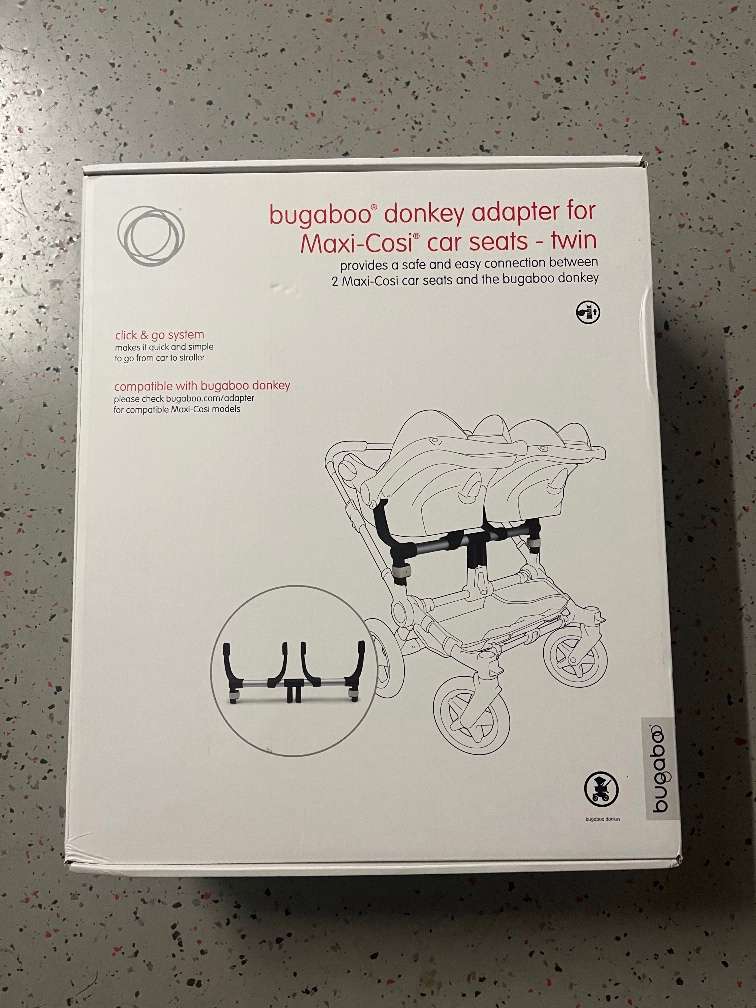 bugaboo® donkey adapter for
Maxi-Cosi® car seats - twin
provides a safe and easy connection between
2 Maxi-Cosi car seats and the bugaboo donkey
click & go system
makes it quick and simple
to go from car to stroller
compatible with bugaboo donkey
please check bugaboo.com/adapter
for compatible Maxi-Cosi models
bugaboo
bugaboo donkey